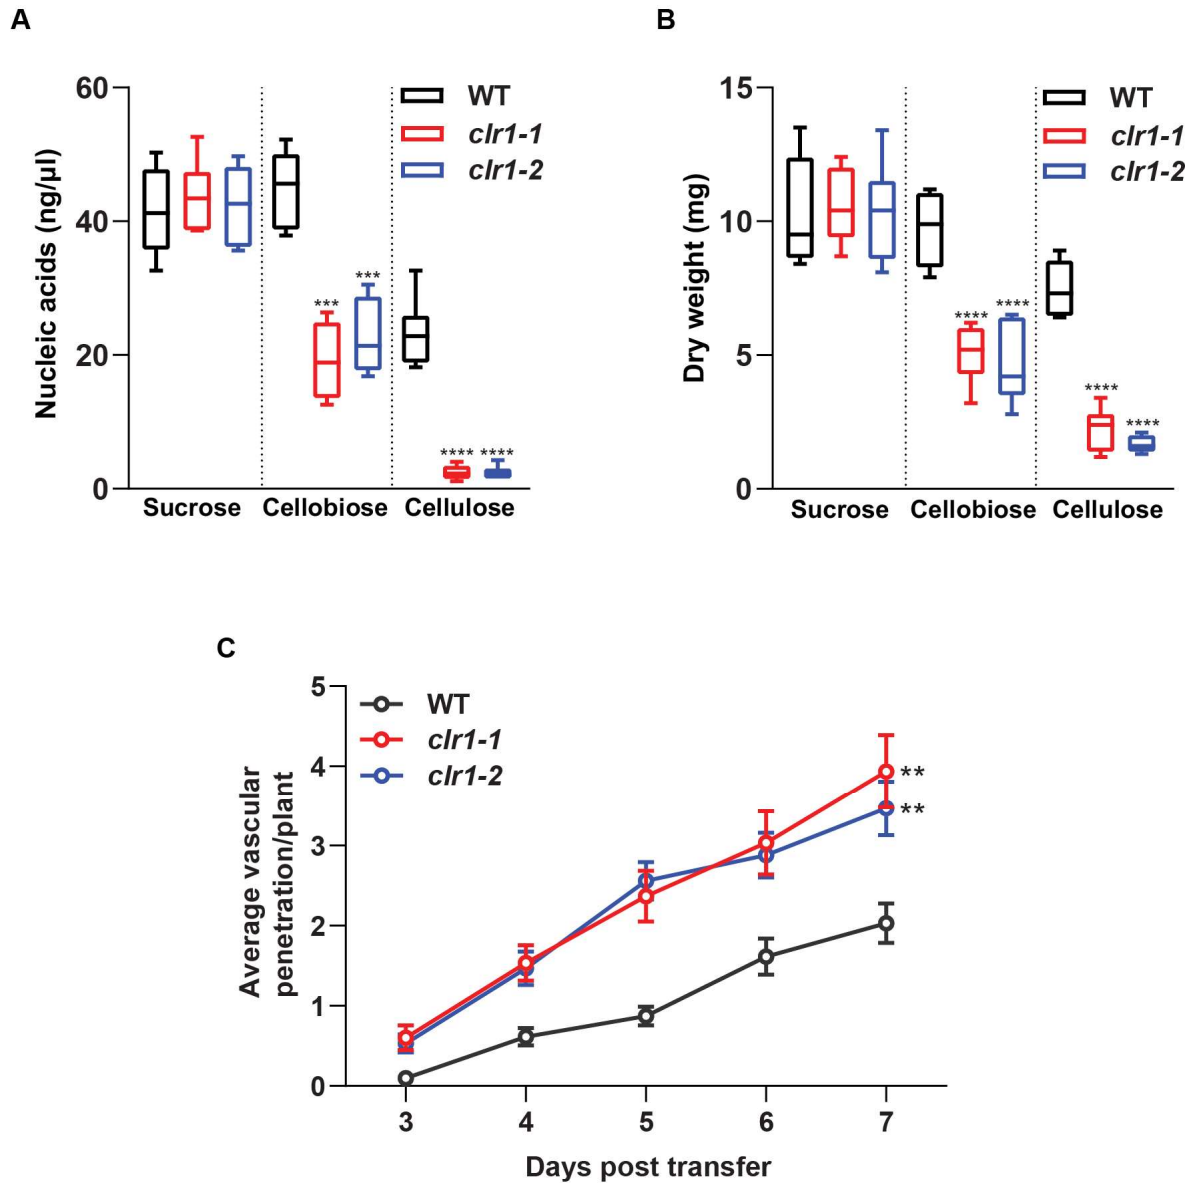 A
Nucleic acids (ng/µl)
60
40
20
0
WT
clr1-1
clr1-2
***
***
****
****
Sucrose
Cellobiose
Cellulose
B
Dry weight (mg)
15
10
5
0
WT
clr1-1
clr1-2
****
****
****
****
Sucrose
Cellobiose
Cellulose
C
Average vascular
penetration/plant
5
4
3
2
1
0
WT
clr1-1
clr1-2
**
**
3
4
5
6
7
Days post transfer